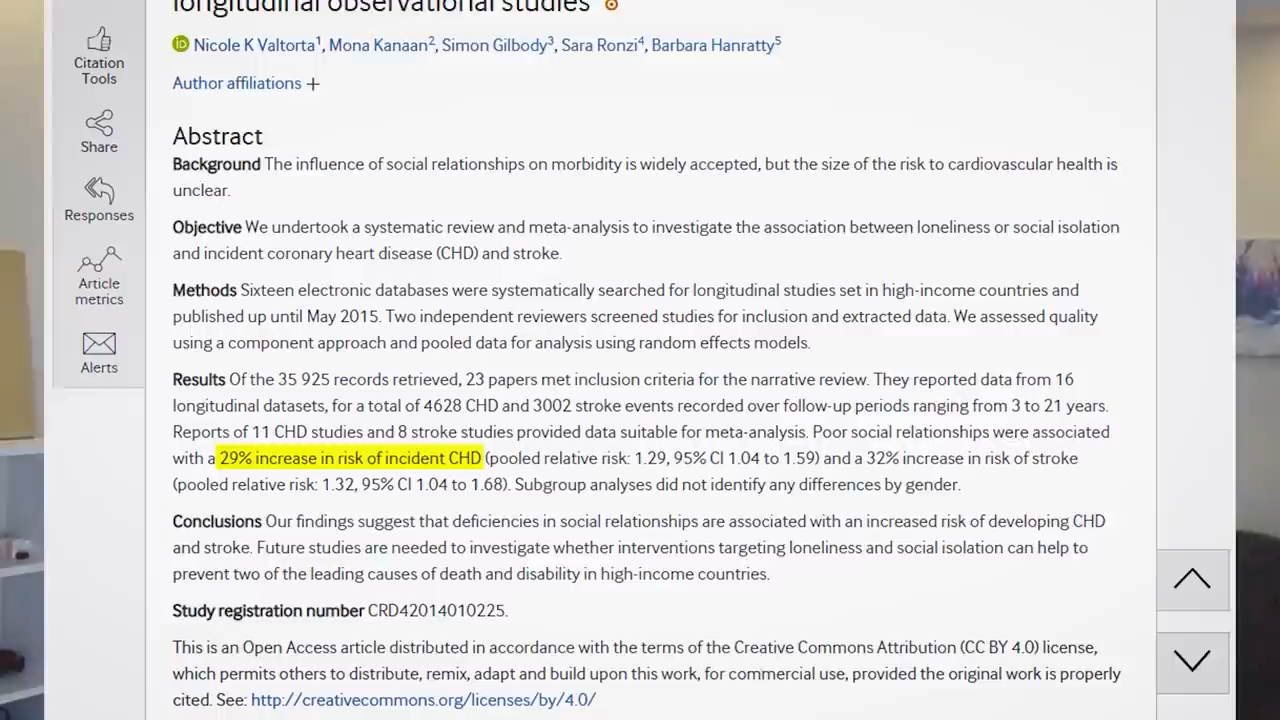 longitudinal observational studies
Citation
Tools
Share
Responses
Article
metrics
Alerts
iD Nicole K Valtorta1, Mona Kanaan2, Simon Gilbody3, Sara Ronzi4, Barbara Hanratty5
Author affiliations +
Abstract
Background The influence of social relationships on morbidity is widely accepted, but the size of the risk to cardiovascular health is
unclear.
Objective We undertook a systematic review and meta-analysis to investigate the association between loneliness or social isolation
and incident coronary heart disease (CHD) and stroke.
Methods Sixteen electronic databases were systematically searched for longitudinal studies set in high-income countries and
published up until May 2015. Two independent reviewers screened studies for inclusion and extracted data. We assessed quality
using a component approach and pooled data for analysis using random effects models.
Results Of the 35 925 records retrieved, 23 papers met inclusion criteria for the narrative review. They reported data from 16
longitudinal datasets, for a total of 4628 CHD and 3002 stroke events recorded over follow-up periods ranging from 3 to 21 years.
Reports of 11 CHD studies and 8 stroke studies provided data suitable for meta-analysis. Poor social relationships were associated
with a 29% increase in risk of incident CHD (pooled relative risk: 1.29, 95% CI 1.04 to 1.59) and a 32% increase in risk of stroke
(pooled relative risk: 1.32, 95% CI 1.04 to 1.68). Subgroup analyses did not identify any differences by gender.
Conclusions Our findings suggest that deficiencies in social relationships are associated with an increased risk of developing CHD
and stroke. Future studies are needed to investigate whether interventions targeting loneliness and social isolation can help to
prevent two of the leading causes of death and disability in high-income countries.
Study registration number CRD42014010225.
This is an Open Access article distributed in accordance with the terms of the Creative Commons Attribution (CC BY 4.0) license,
which permits others to distribute, remix, adapt and build upon this work, for commercial use, provided the original work is properly
cited. See: http://creativecommons.org/licenses/by/4.0/